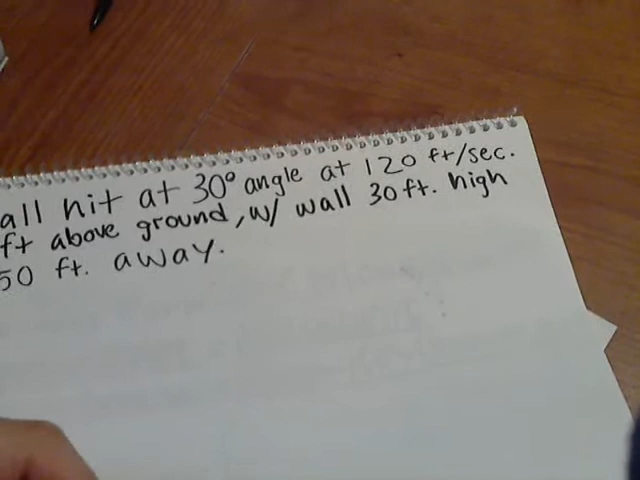 all hit at 30° angle at 120 ft/sec.
ft above ground, w/ wall 30 ft. high
50 ft. away.